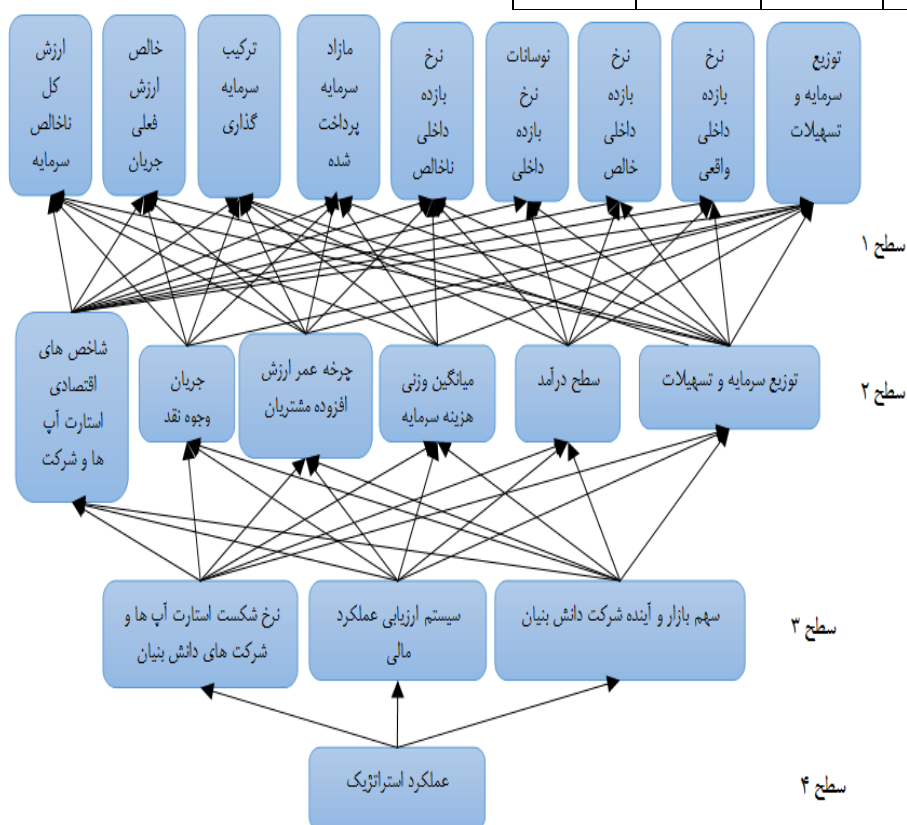 توزیع
سرمایه و
تسهیلات
نرخ
بازده
داخلی
واقعی
نرخ
بازده
داخلی
خالص
نوسانات
نرخ
بازده
داخلی
نرخ
بازده
داخلی
ناخالص
مازاد
سرمایه
پرداخت
شده
ترکیب
سرمایه
گذاری
خالص
ارزش
فعلی
جریان
ارزش
کل
ناخالص
سرمایه
سطح ۱
توزیع سرمایه و تسهیلات
سطح درآمد
میانگین وزنی
هزینه سرمایه
چرخه عمر ارزش
افزوده مشتریان
جریان
وجوه نقد
شاخص های
اقتصادی
استارت آپ
ها و شرکت
سطح ۲
سهم بازار و آینده شرکت دانش بنیان
سیستم ارزیابی عملکرد
مالی
نرخ شکست استارت آپ ها و
شرکت های دانش بنیان
سطح ۳
عملکرد استراتژیک
سطح ۴